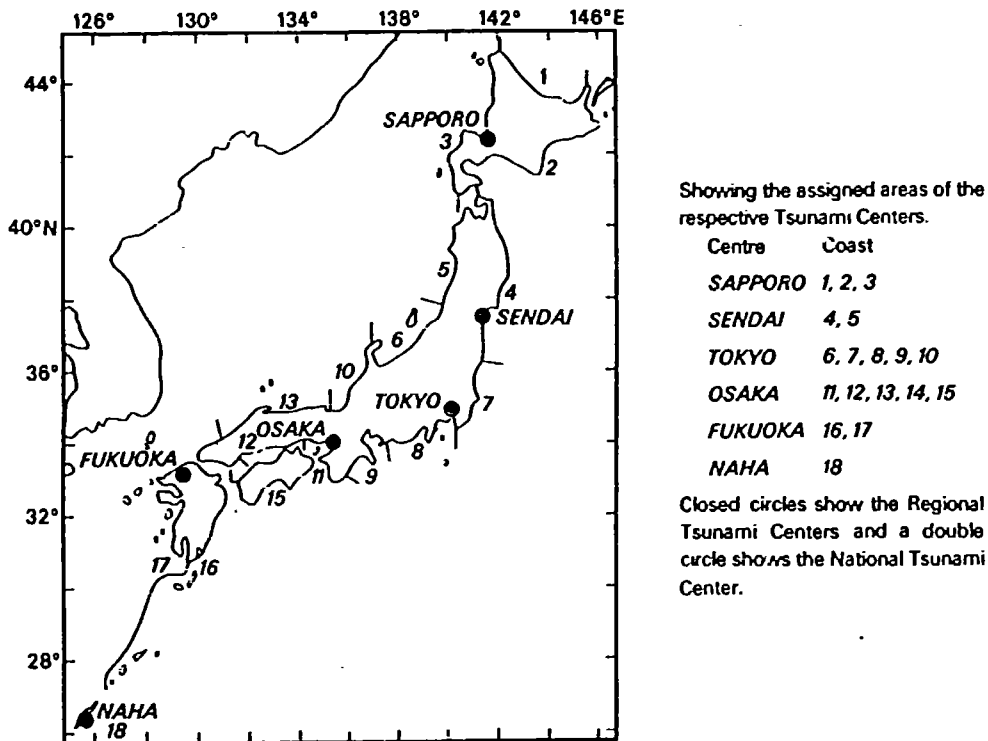 126° 130° 134° 138° 142° 146°E
44°
1
SAPPORO
3
2
40°N
5
4
SENDAI
6
36°
10
13
TOKYO
7
OSAKA
12
8
FUKUOKA
11
9
15
32°
17
16
28°
NAHA
18
Showing the assigned areas of the
respective Tsunami Centers.
Centre Coast
SAPPORO 1, 2, 3
SENDAI 4, 5
TOKYO 6, 7, 8, 9, 10
OSAKA 11, 12, 13, 14, 15
FUKUOKA 16, 17
NAHA 18
Closed circles show the Regional
Tsunami Centers and a double
circle shows the National Tsunami
Center.